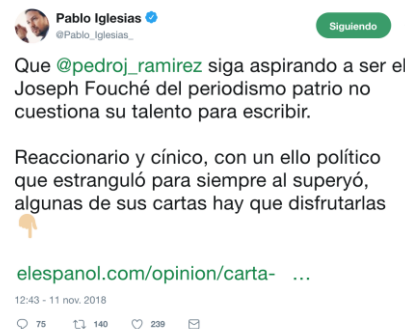 Pablo Iglesias
@Pablo_Iglesias_
Siguiendo
Que @pedroj_ramirez siga aspirando a ser el
Joseph Fouché del periodismo patrio no
cuestiona su talento para escribir.
Reaccionario y cínico, con un ello político
que estranguló para siempre al superyó,
algunas de sus cartas hay que disfrutarlas
👇🏼
elespanol.com/opinion/carta- ...
12:43 - 11 nov. 2018
75 140 239